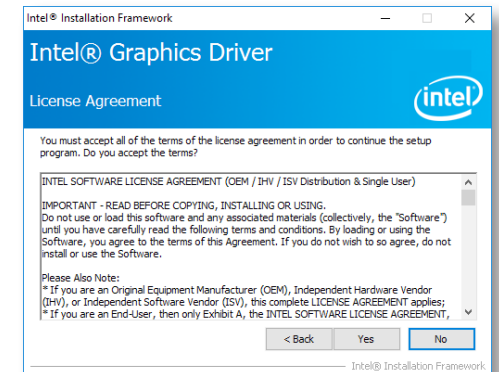 Intel® Installation Framework
Intel® Graphics Driver
License Agreement
intel
You must accept all of the terms of the license agreement in order to continue the setup
program. Do you accept the terms?
INTEL SOFTWARE LICENSE AGREEMENT (OEM / IHV / ISV Distribution & Single User)
IMPORTANT - READ BEFORE COPYING, INSTALLING OR USING.
Do not use or load this software and any associated materials (collectively, the "Software")
until you have carefully read the following terms and conditions. By loading or using the
Software, you agree to the terms of this Agreement. If you do not wish to so agree, do not
install or use the Software.
Please Also Note:
* If you are an Original Equipment Manufacturer (OEM), Independent Hardware Vendor
(IHV), or Independent Software Vendor (ISV), this complete LICENSE AGREEMENT applies;
* If you are an End-User, then only Exhibit A, the INTEL SOFTWARE LICENSE AGREEMENT,
< Back Yes No
Intel® Installation Framework